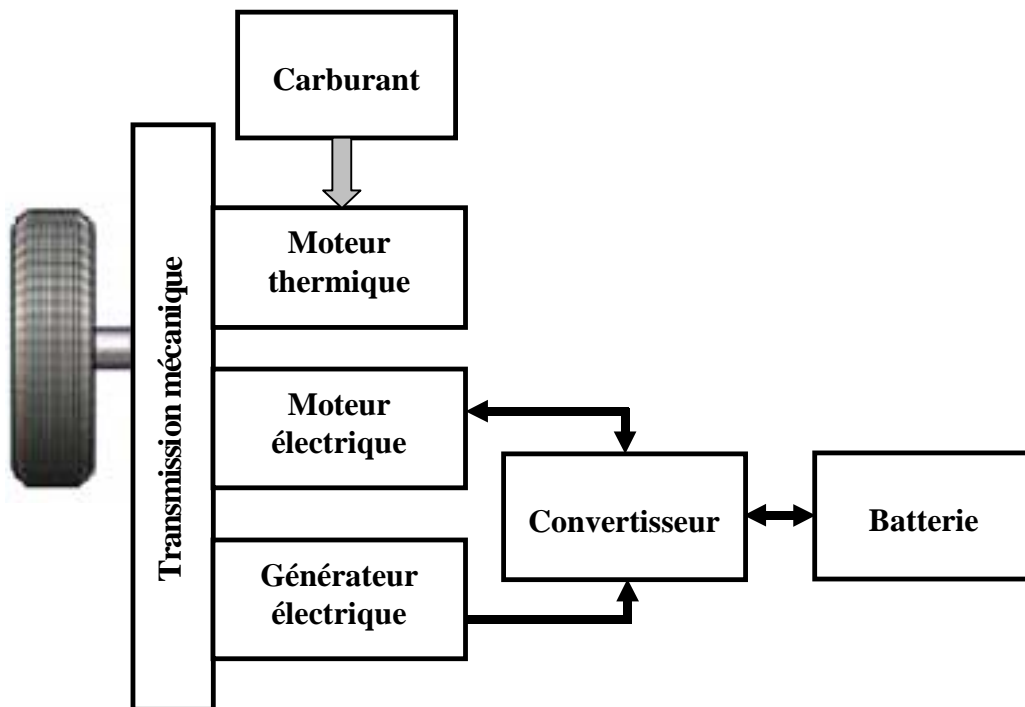 Carburant
Transmission mécanique
Moteur
thermique
Moteur
électrique
Générateur
électrique
Convertisseur
Batterie